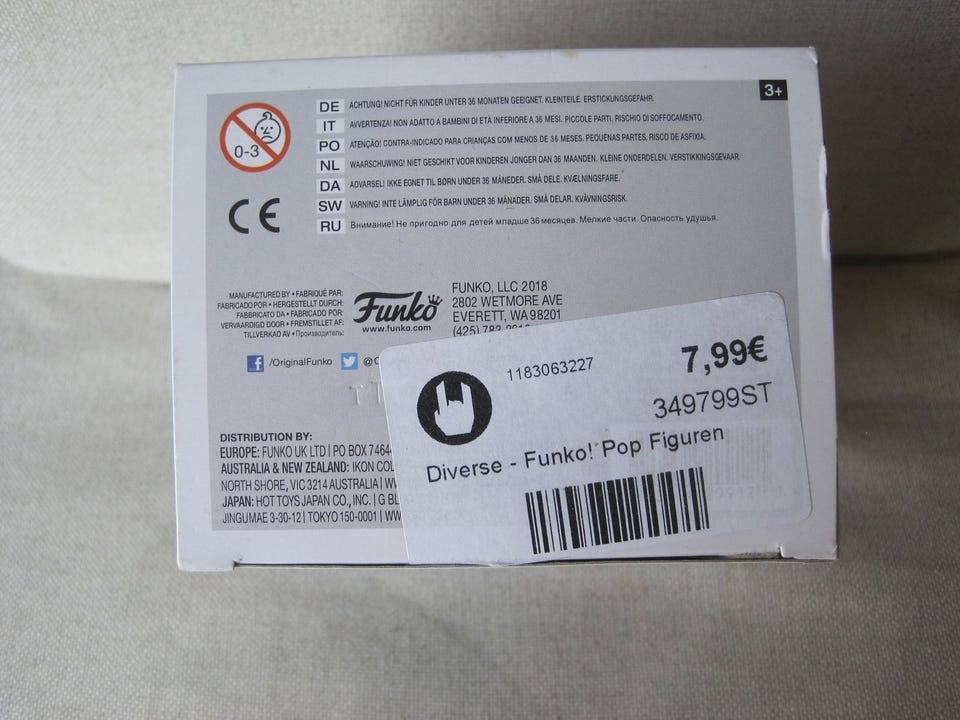 3+
0-3
DE ACHTUNG! NICHT FÜR KINDER UNTER 36 MONATEN GEEIGNET. KLEINTEILE. ERSTICKUNGSGEFAHR.
IT AVVERTENZA! NON ADATTO A BAMBINI DI ETÀ INFERIORE A 36 MESI. PICCOLE PARTI. RISCHIO DI SOFFOCAMENTO.
PO ATENÇÃO! CONTRA-INDICADO PARA CRIANÇAS COM MENOS DE 36 MESES. PEQUENAS PARTES. RISCO DE ASFIXIA.
NL WAARSCHUWING! NIET GESCHIKT VOOR KINDEREN JONGER DAN 36 MAANDEN. KLEINE ONDERDELEN. VERSTIKKINGSGEVAAR.
DA ADVARSEL! IKKE EGNET TIL BØRN UNDER 36 MÅNEDER. SMÅ DELE. KVÆLNINGSFARE.
SW VARNING! INTE LÄMPLIG FÖR BARN UNDER 36 MÅNADER. SMÅ DELAR. KVÄVNINGSRISK.
RU Внимание! Не пригодно для детей младше 36 месяцев. Мелкие части. Опасность удушья.
CE
MANUFACTURED BY • FABRIQUÉ PAR:
FABRICADO POR • HERGESTELLT DURCH:
FABBRICATO DA • FABRICADO POR:
VERVAARDIGD DOOR • FREMSTILLET AF:
TILLVERKAD AV • Производитель:
Funko
www.funko.com
FUNKO, LLC 2018
2802 WETMORE AVE
EVERETT, WA 98201
(425) 783-3616
/OriginalFunko @O
DISTRIBUTION BY:
EUROPE: FUNKO UK LTD | PO BOX 7464
AUSTRALIA & NEW ZEALAND: IKON COL
NORTH SHORE, VIC 3214 AUSTRALIA | WW
JAPAN: HOT TOYS JAPAN CO., INC. | G BL
JINGUMAE 3-30-12 | TOKYO 150-0001 | WW
1183063227
7,99€
349799ST
Diverse - Funko! Pop Figuren